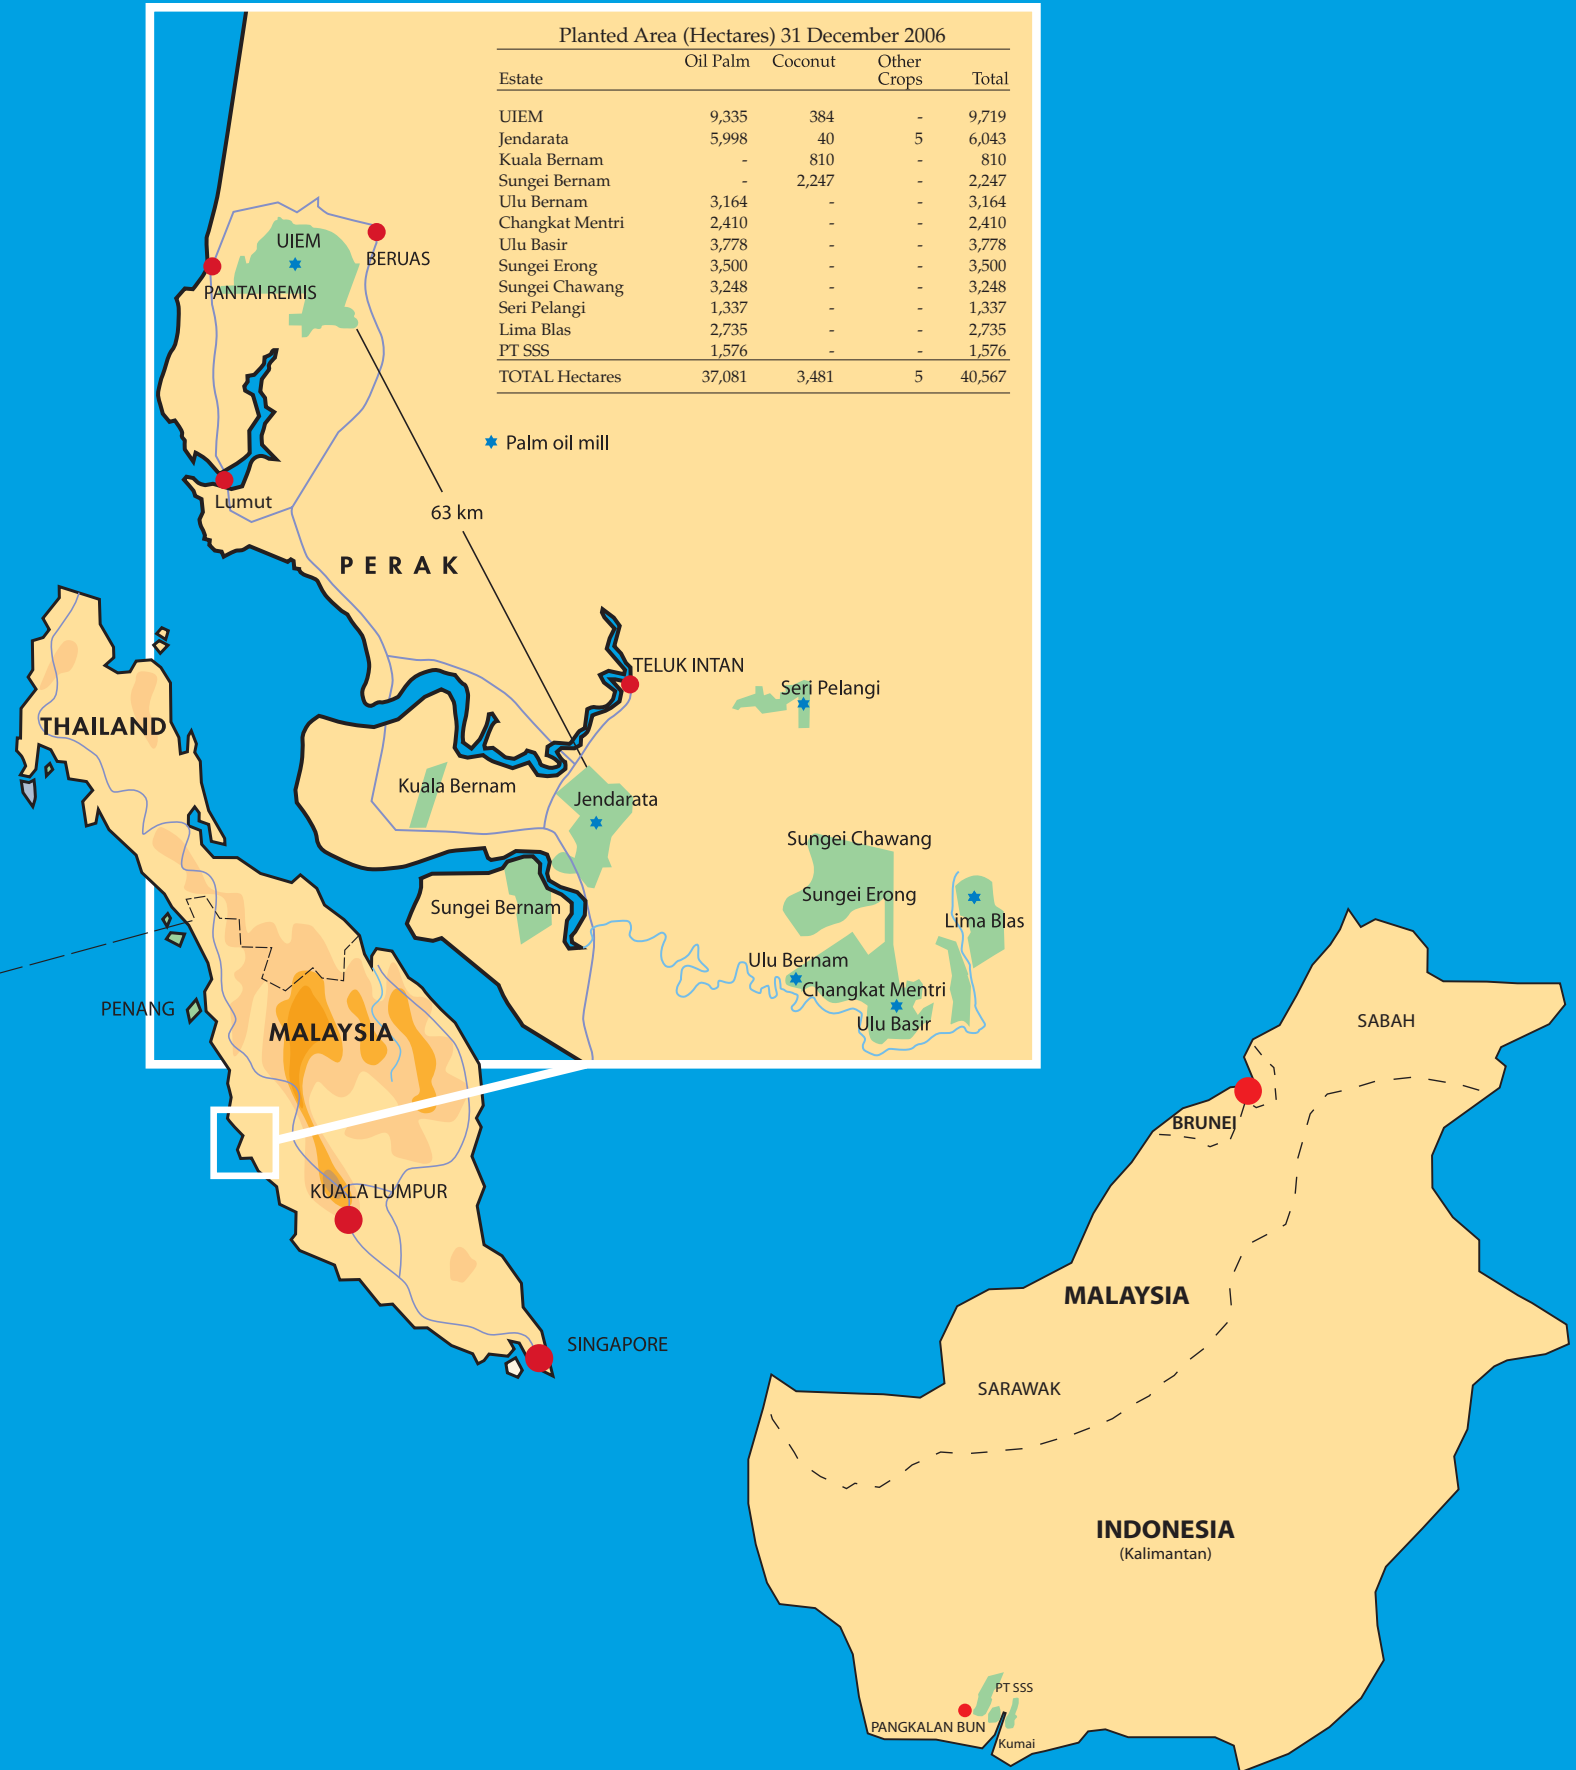 Planted Area (Hectares) 31 December 2006
Estate Oil Palm Coconut Other Crops Total
UIEM 9,335 384 - 9,719
Jendarata 5,998 40 5 6,043
Kuala Bernam - 810 - 810
Sungei Bernam - 2,247 - 2,247
Ulu Bernam 3,164 - - 3,164
Changkat Mentri 2,410 - - 2,410
Ulu Basir 3,778 - - 3,778
Sungei Erong 3,500 - - 3,500
Sungei Chawang 3,248 - - 3,248
Seri Pelangi 1,337 - - 1,337
Lima Blas 2,735 - - 2,735
PT SSS 1,576 - - 1,576
TOTAL Hectares 37,081 3,481 5 40,567
UIEM
BERUAS
PANTAI REMIS
Palm oil mill
Lumut
63 km
PERAK
TELUK INTAN
Seri Pelangi
THAILAND
Kuala Bernam
Jendarata
Sungei Chawang
Sungei Erong
Sungei Bernam
Lima Blas
Ulu Bernam
Changkat Mentri
Ulu Basir
PENANG
MALAYSIA
KUALA LUMPUR
SINGAPORE
SABAH
BRUNEI
MALAYSIA
SARAWAK
INDONESIA
(Kalimantan)
PT SSS
PANGKALAN BUN
Kumai